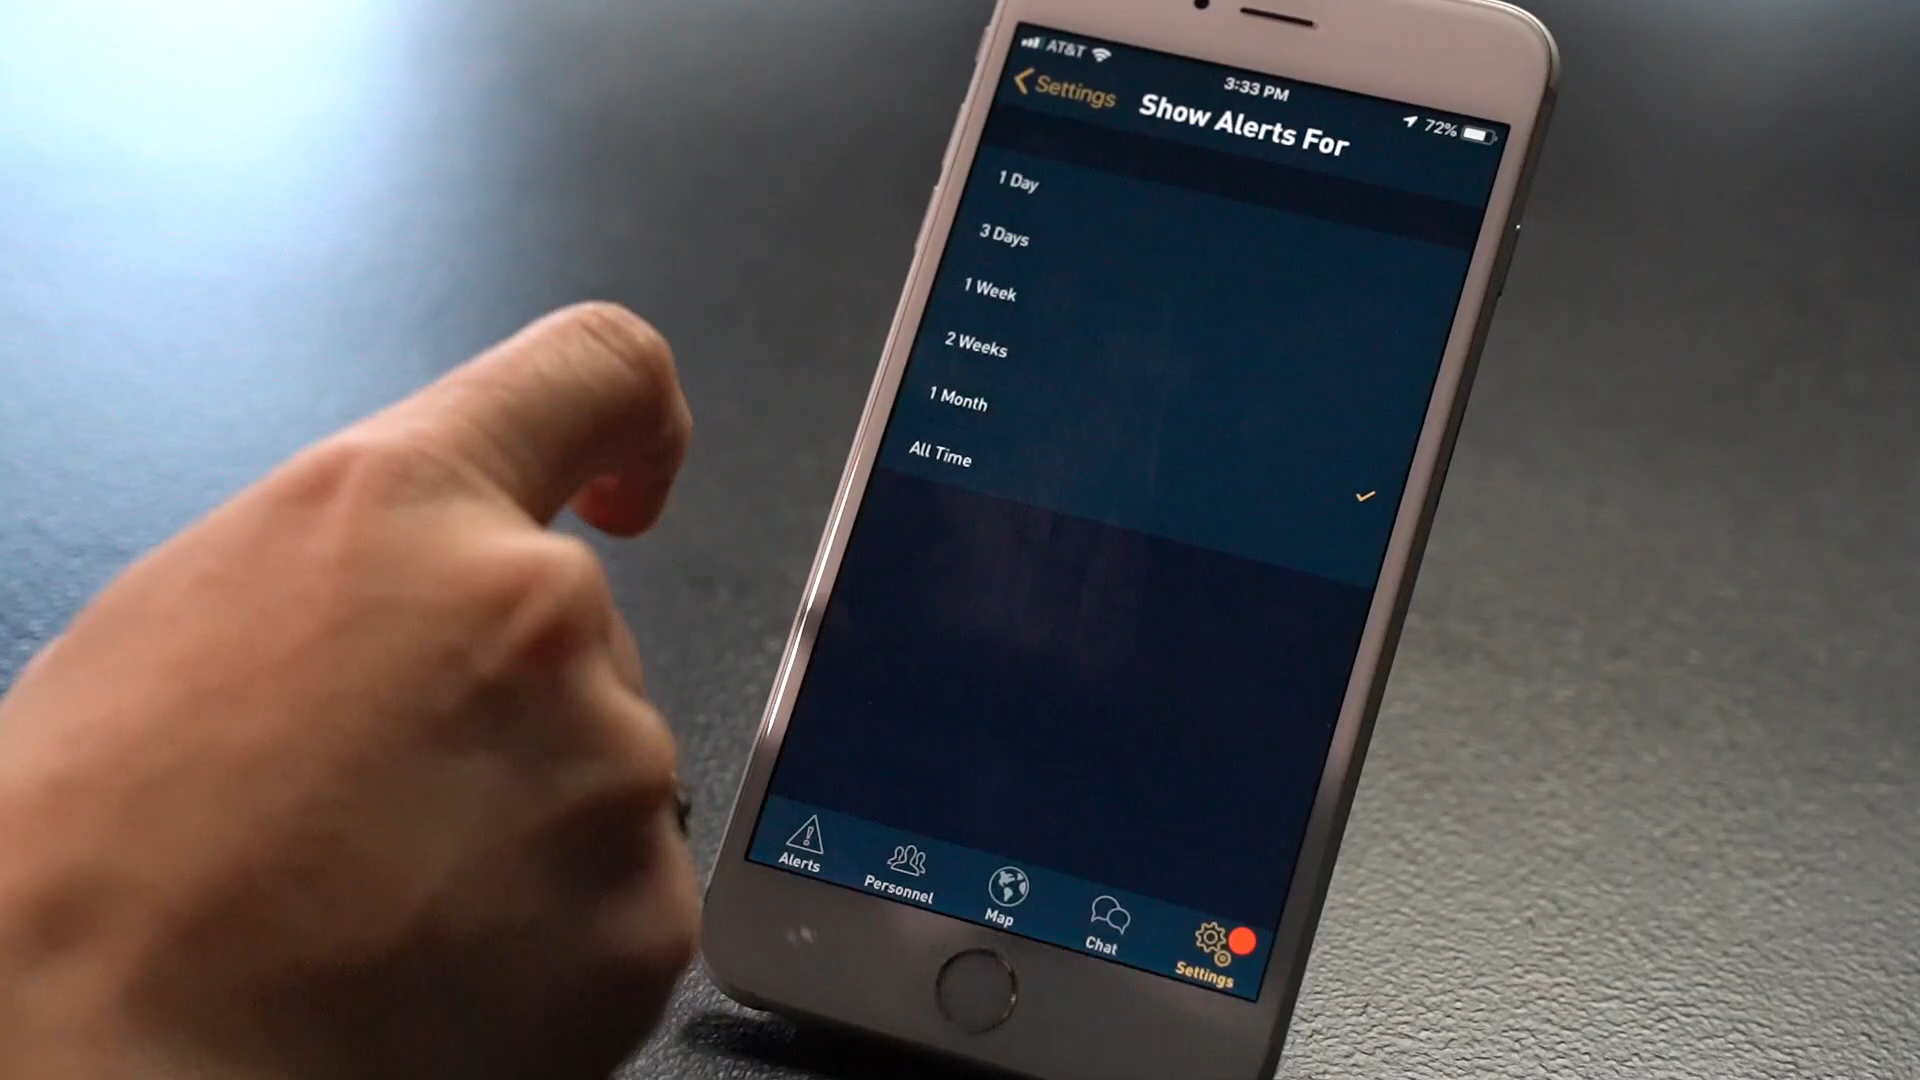 AT&T
3:33 PM
72%
Settings
Show Alerts For
1 Day
3 Days
1 Week
2 Weeks
1 Month
All Time
Alerts
Personnel
Map
Chat
Settings